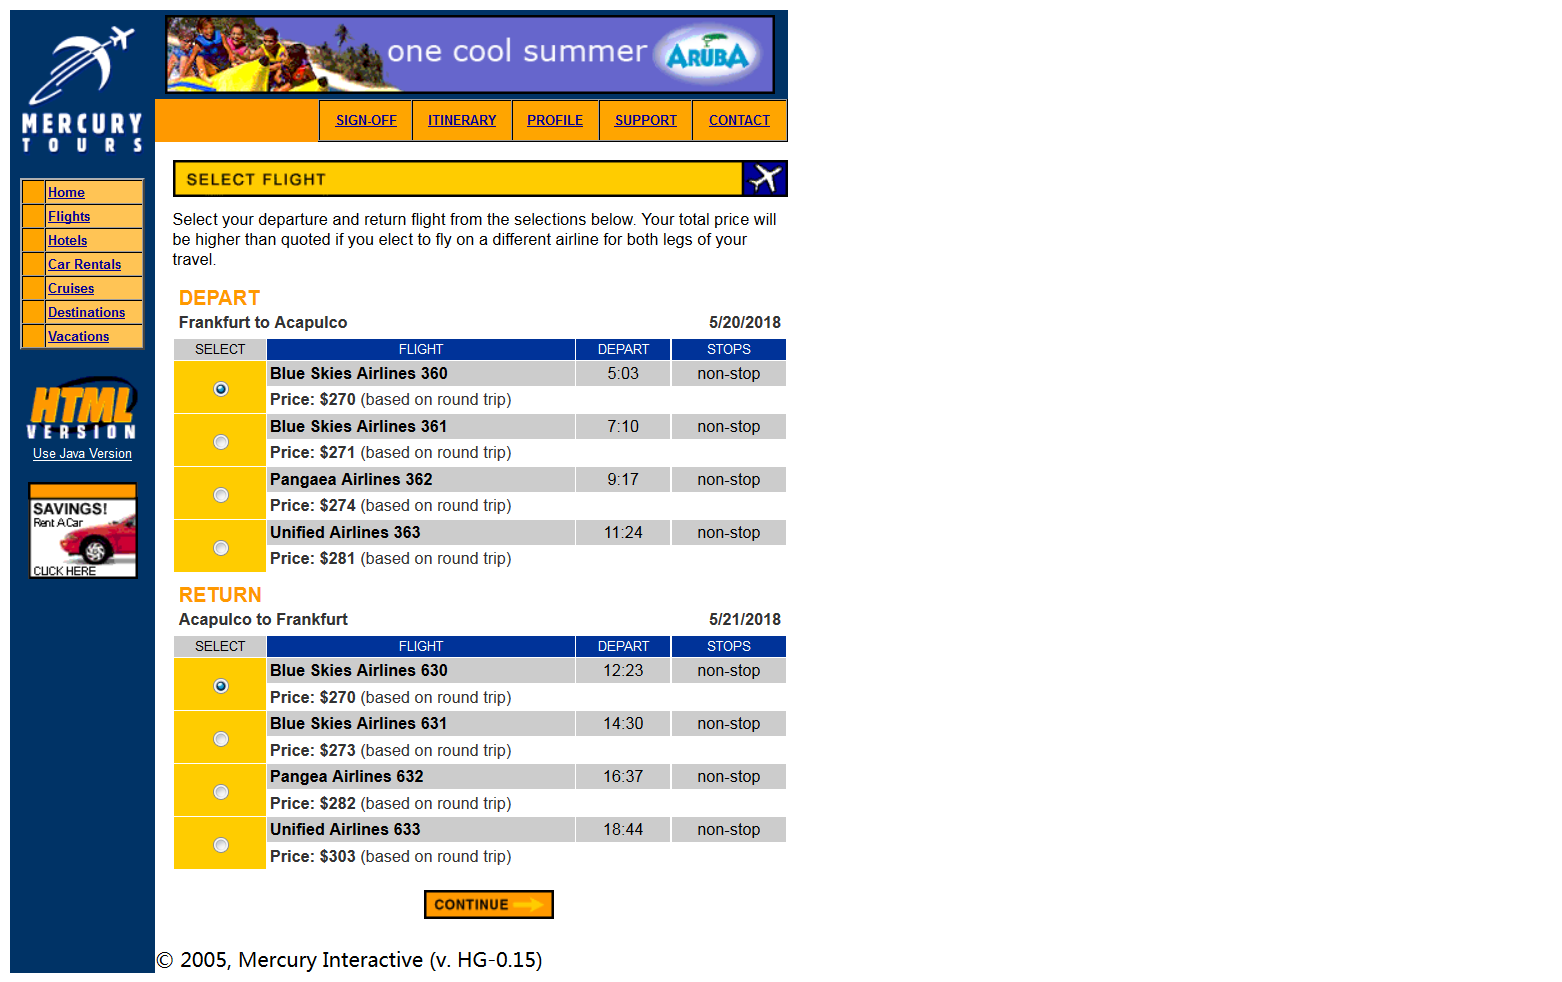 one cool summer ARUBA
MERCURY
TOURS
SIGN-OFF ITINERARY PROFILE SUPPORT CONTACT
Home
Flights
Hotels
Car Rentals
Cruises
Destinations
Vacations
HTML
VERSION
Use Java Version
SAVINGS!
Rent A Car
CLICK HERE
SELECT FLIGHT
Select your departure and return flight from the selections below. Your total price will
be higher than quoted if you elect to fly on a different airline for both legs of your
travel.
DEPART
Frankfurt to Acapulco 5/20/2018
SELECT FLIGHT DEPART STOPS
Blue Skies Airlines 360 5:03 non-stop
Price: $270 (based on round trip)
Blue Skies Airlines 361 7:10 non-stop
Price: $271 (based on round trip)
Pangaea Airlines 362 9:17 non-stop
Price: $274 (based on round trip)
Unified Airlines 363 11:24 non-stop
Price: $281 (based on round trip)
RETURN
Acapulco to Frankfurt 5/21/2018
SELECT FLIGHT DEPART STOPS
Blue Skies Airlines 630 12:23 non-stop
Price: $270 (based on round trip)
Blue Skies Airlines 631 14:30 non-stop
Price: $273 (based on round trip)
Pangea Airlines 632 16:37 non-stop
Price: $282 (based on round trip)
Unified Airlines 633 18:44 non-stop
Price: $303 (based on round trip)
CONTINUE
© 2005, Mercury Interactive (v. HG-0.15)